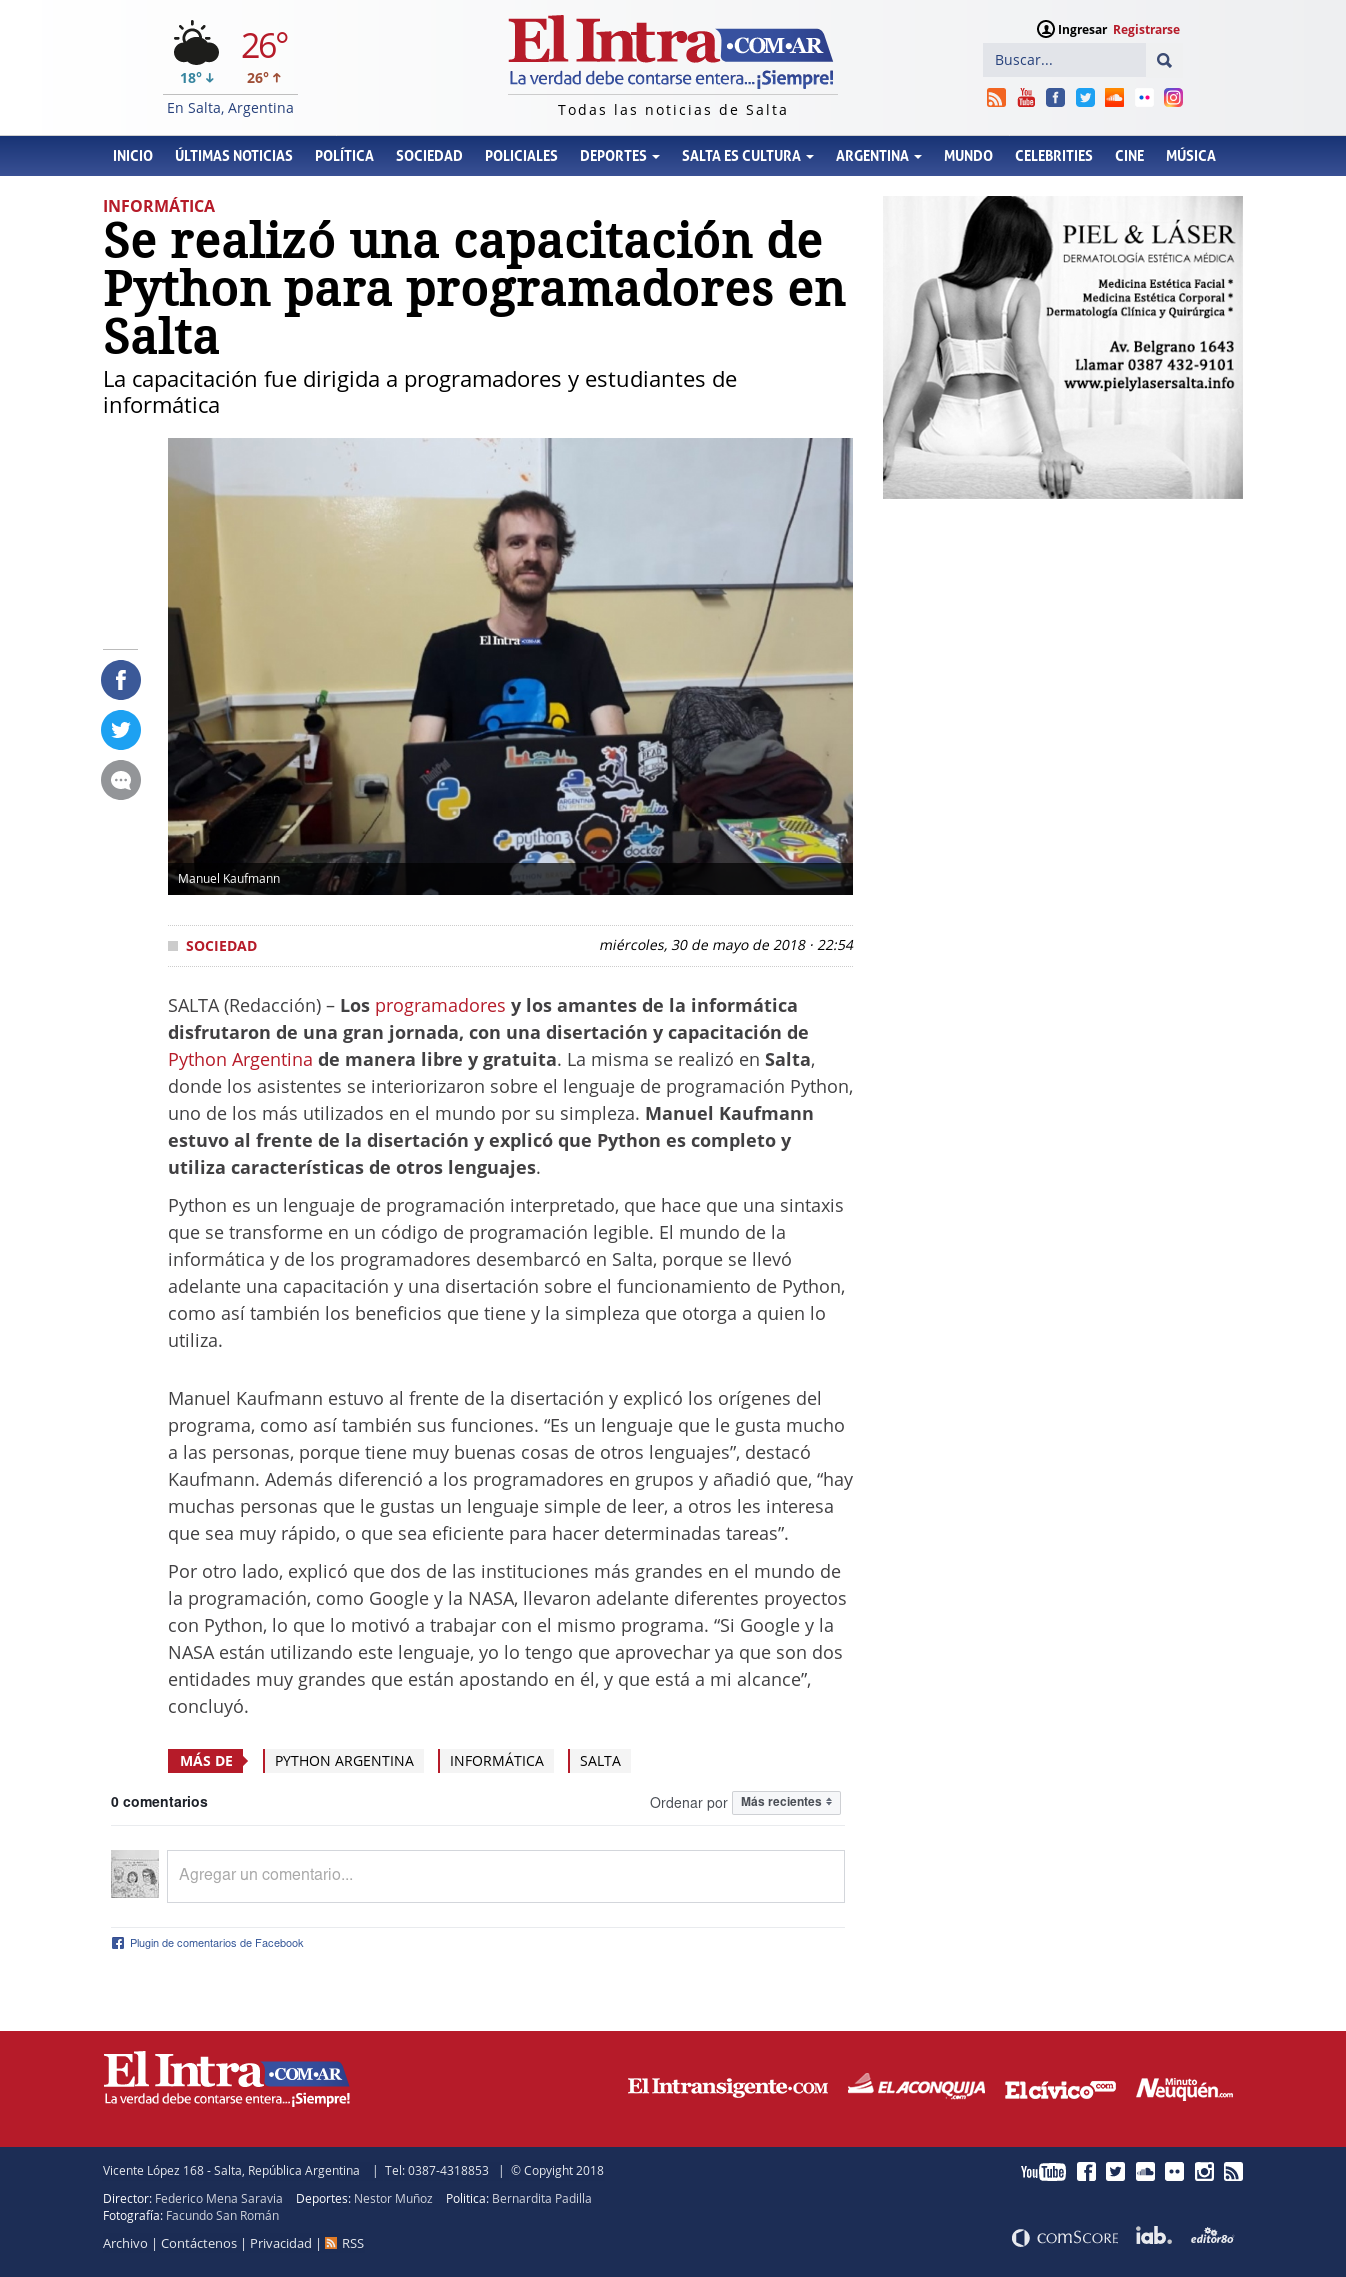 26°
18° 26°
En Salta, Argentina
El Intra •COM•AR
La verdad debe contarse entera...¡Siempre!
Todas las noticias de Salta
Ingresar Registrarse
Buscar...
You Tube
INICIO ÚLTIMAS NOTICIAS POLÍTICA SOCIEDAD POLICIALES DEPORTES SALTA ES CULTURA ARGENTINA MUNDO CELEBRITIES CINE MÚSICA
INFORMÁTICA
Se realizó una capacitación de
Python para programadores en
Salta
La capacitación fue dirigida a programadores y estudiantes de
informática
PIEL & LÁSER
DERMATOLOGÍA ESTÉTICA MÉDICA
Medicina Estética Facial *
Medicina Estética Corporal *
Dermatología Clínica y Quirúrgica *
Av. Belgrano 1643
Llamar 0387 432-9101
www.pielylasersalta.info
El Intra •COM•AR
ThinkPad
READ
ARGENTINA
EN PYTHON
pyladies
python3
docker
Manuel Kaufmann
SOCIEDAD miércoles, 30 de mayo de 2018 · 22:54
SALTA (Redacción) – Los programadores y los amantes de la informática
disfrutaron de una gran jornada, con una disertación y capacitación de
Python Argentina de manera libre y gratuita. La misma se realizó en Salta,
donde los asistentes se interiorizaron sobre el lenguaje de programación Python,
uno de los más utilizados en el mundo por su simpleza. Manuel Kaufmann
estuvo al frente de la disertación y explicó que Python es completo y
utiliza características de otros lenguajes.
Python es un lenguaje de programación interpretado, que hace que una sintaxis
que se transforme en un código de programación legible. El mundo de la
informática y de los programadores desembarcó en Salta, porque se llevó
adelante una capacitación y una disertación sobre el funcionamiento de Python,
como así también los beneficios que tiene y la simpleza que otorga a quien lo
utiliza.
Manuel Kaufmann estuvo al frente de la disertación y explicó los orígenes del
programa, como así también sus funciones. “Es un lenguaje que le gusta mucho
a las personas, porque tiene muy buenas cosas de otros lenguajes”, destacó
Kaufmann. Además diferenció a los programadores en grupos y añadió que, “hay
muchas personas que le gustas un lenguaje simple de leer, a otros les interesa
que sea muy rápido, o que sea eficiente para hacer determinadas tareas”.
Por otro lado, explicó que dos de las instituciones más grandes en el mundo de
la programación, como Google y la NASA, llevaron adelante diferentes proyectos
con Python, lo que lo motivó a trabajar con el mismo programa. “Si Google y la
NASA están utilizando este lenguaje, yo lo tengo que aprovechar ya que son dos
entidades muy grandes que están apostando en él, y que está a mi alcance”,
concluyó.
MÁS DE PYTHON ARGENTINA INFORMÁTICA SALTA
0 comentarios Ordenar por Más recientes
Agregar un comentario...
Plugin de comentarios de Facebook
El Intra •COM•AR
La verdad debe contarse entera...¡Siempre!
El Intransigente•COM EL ACONQUIJA.com El cívico.com Minuto Neuquén.com
Vicente López 168 - Salta, República Argentina | Tel: 0387-4318853 | © Copyight 2018
YouTube
Director: Federico Mena Saravia Deportes: Nestor Muñoz Politica: Bernardita Padilla
Fotografía: Facundo San Román
Archivo | Contáctenos | Privacidad | RSS
comScore iab. editor80